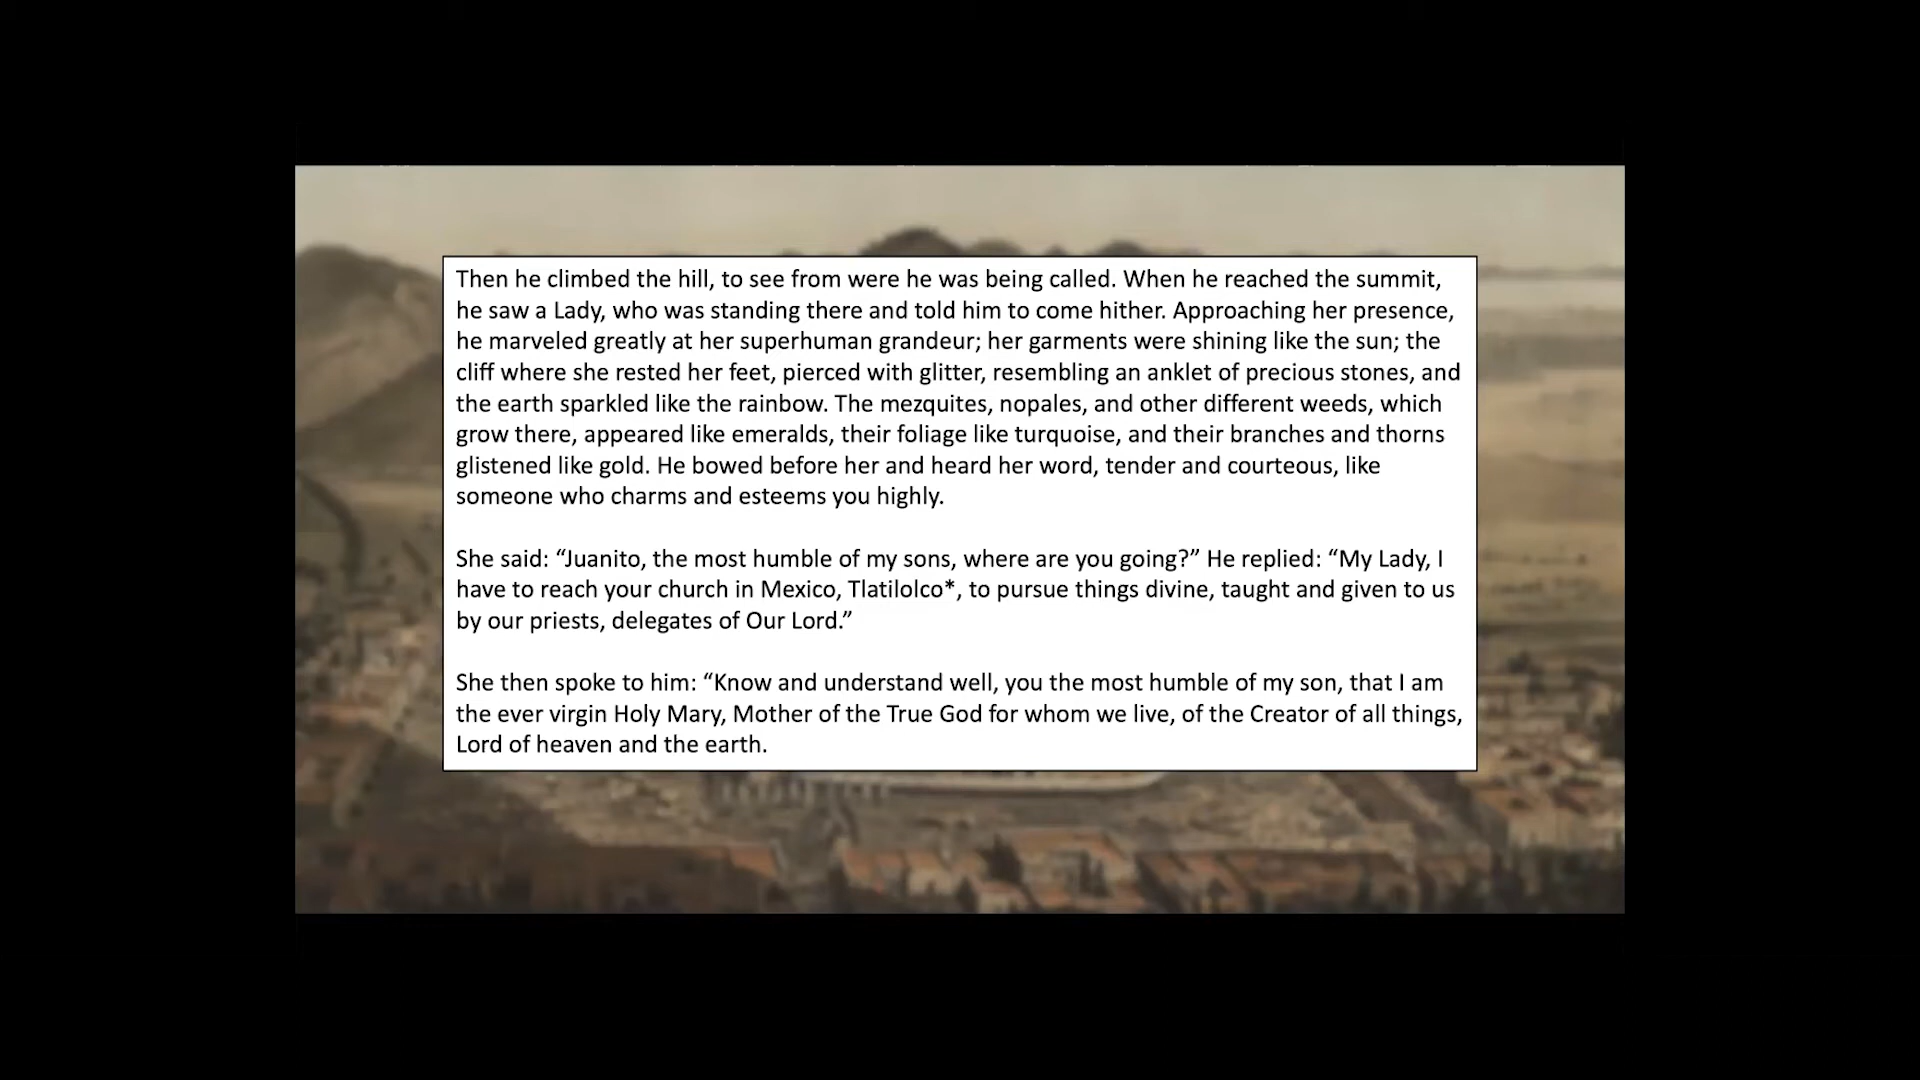 Then he climbed the hill, to see from were he was being called. When he reached the summit,
he saw a Lady, who was standing there and told him to come hither. Approaching her presence,
he marveled greatly at her superhuman grandeur; her garments were shining like the sun; the
cliff where she rested her feet, pierced with glitter, resembling an anklet of precious stones, and
the earth sparkled like the rainbow. The mezquites, nopales, and other different weeds, which
grow there, appeared like emeralds, their foliage like turquoise, and their branches and thorns
glistened like gold. He bowed before her and heard her word, tender and courteous, like
someone who charms and esteems you highly.
She said: “Juanito, the most humble of my sons, where are you going?” He replied: “My Lady, I
have to reach your church in Mexico, Tlatilolco*, to pursue things divine, taught and given to us
by our priests, delegates of Our Lord.”
She then spoke to him: “Know and understand well, you the most humble of my son, that I am
the ever virgin Holy Mary, Mother of the True God for whom we live, of the Creator of all things,
Lord of heaven and the earth.